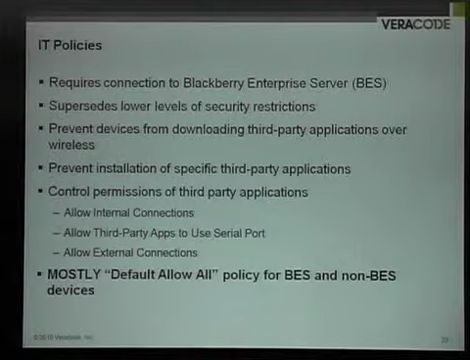 VERACODE
IT Policies
▪ Requires connection to Blackberry Enterprise Server (BES)
▪ Supersedes lower levels of security restrictions
▪ Prevent devices from downloading third-party applications over
wireless
▪ Prevent installation of specific third-party applications
▪ Control permissions of third party applications
– Allow Internal Connections
– Allow Third-Party Apps to Use Serial Port
– Allow External Connections
▪ MOSTLY “Default Allow All” policy for BES and non-BES
devices
© 2010 Veracode, Inc.